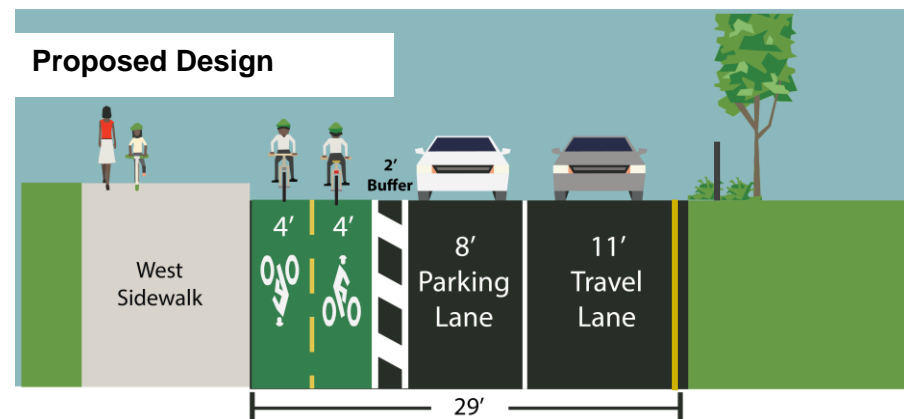 Proposed Design
2'
Buffer
4'
4'
8'
Parking
Lane
11'
Travel
Lane
West
Sidewalk
29'